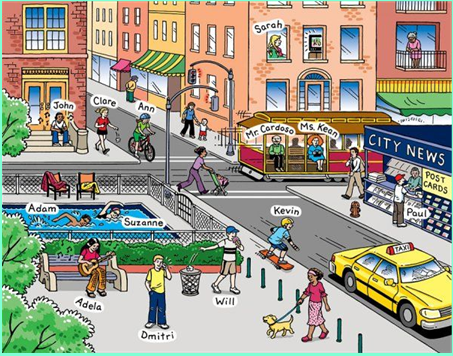 Sarah
John
Clare
Ann
Mr. Cardoso
Ms. Kean
CITY NEWS
POST
CARDS
Adam
Suzanne
Kevin
Paul
TAXI
Adela
Dmitri
Will